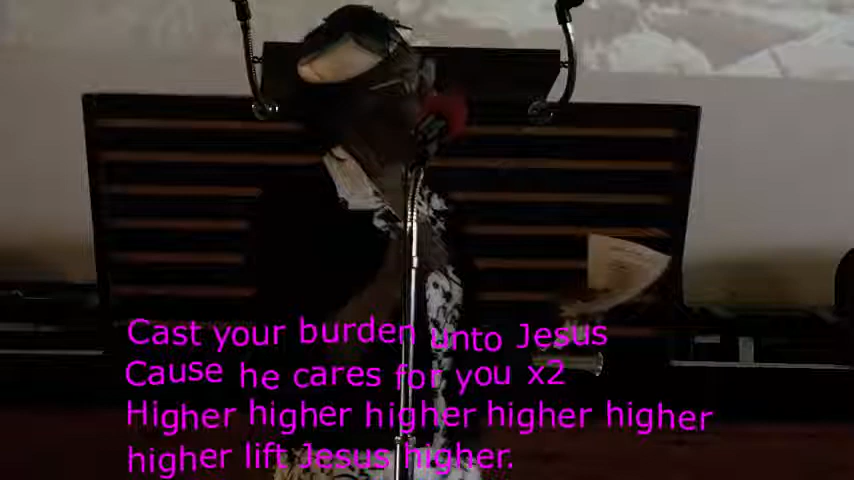 Cast your burden unto Jesus
Cause he cares for you x2
Higher higher higher higher higher
higher lift Jesus higher.